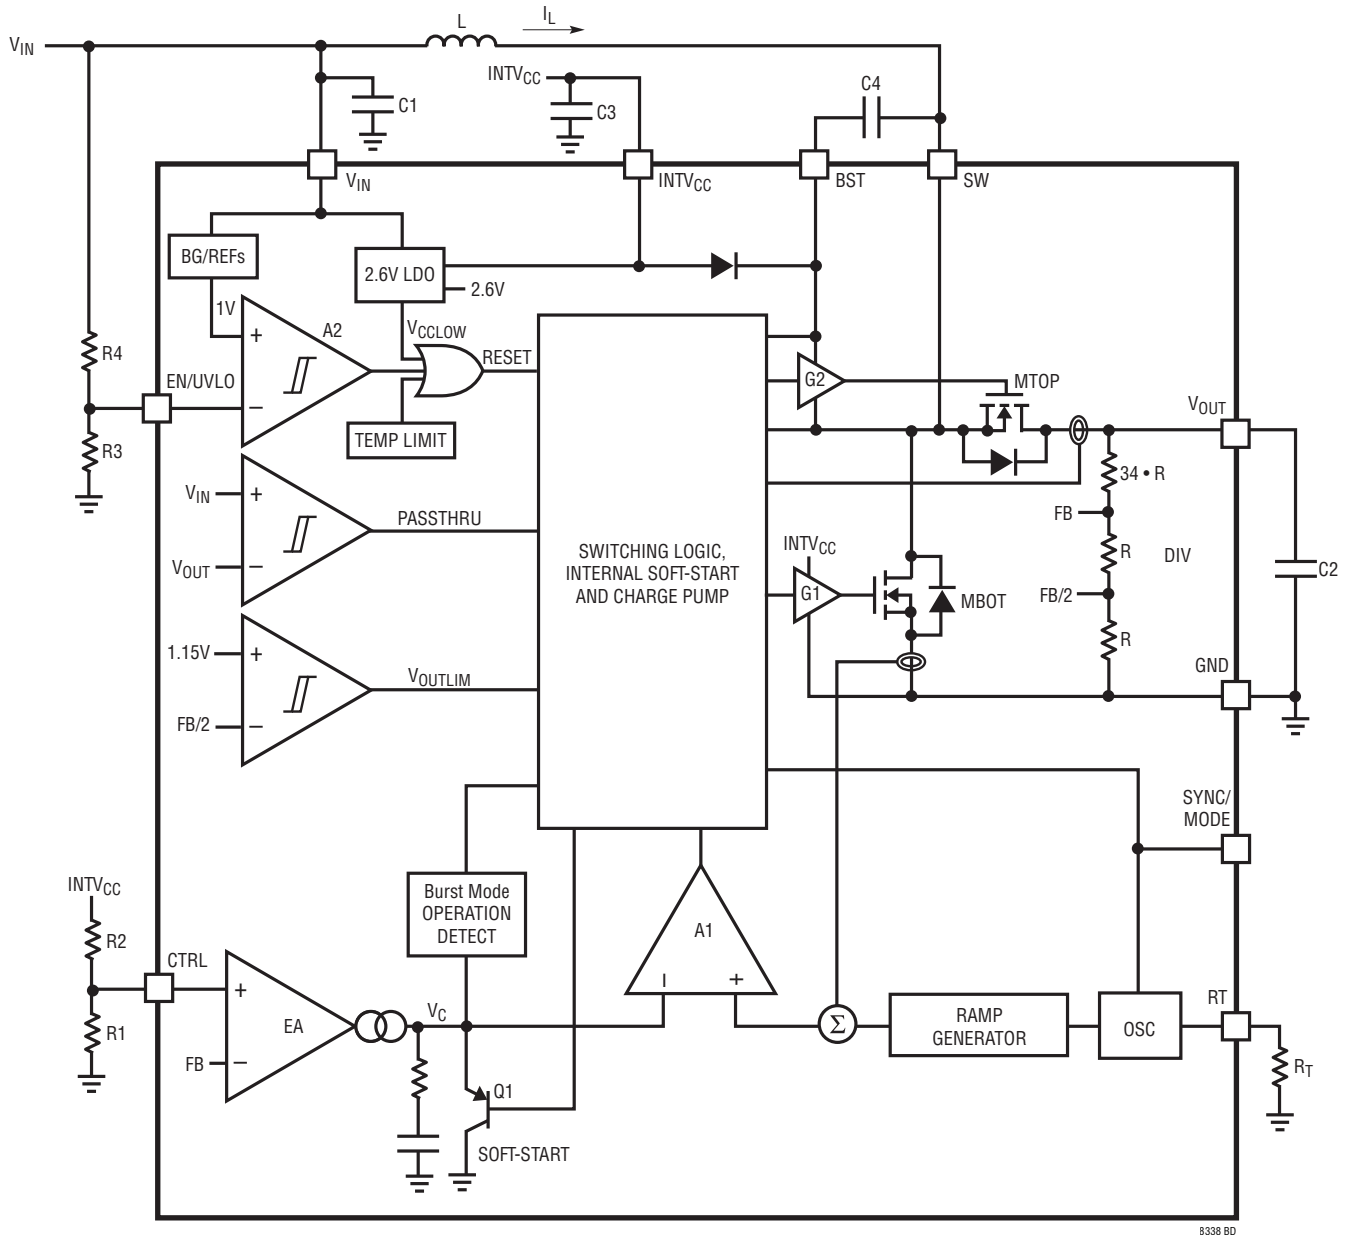 L
I_L
V_IN
INTV_CC
C1
C3
C4
V_IN
INTV_CC
BST
SW
BG/REFs
2.6V LDO
2.6V
1V
A2
V_CCLOW
RESET
R4
EN/UVLO
+
−
TEMP LIMIT
R3
G2
MTOP
V_OUT
34 • R
FB
R
DIV
FB/2
R
C2
V_IN
+
PASSTHRU
V_OUT
−
SWITCHING LOGIC,
INTERNAL SOFT-START
AND CHARGE PUMP
INTV_CC
G1
MBOT
GND
1.15V
+
V_OUTLIM
FB/2
−
SYNC/
MODE
INTV_CC
R2
Burst Mode
OPERATION
DETECT
A1
−
+
CTRL
+
EA
V_C
R1
FB
−
Σ
RAMP
GENERATOR
OSC
RT
R_T
Q1
SOFT-START
8338 BD